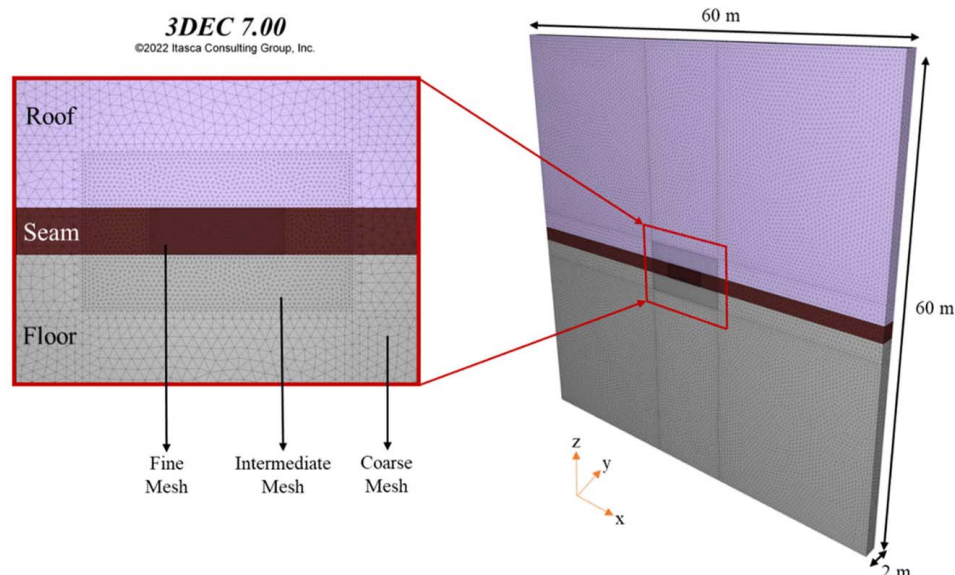 3DEC 7.00
©2022 Itasca Consulting Group, Inc.
60 m
Roof
Seam
Floor
60 m
Fine
Mesh
Intermediate
Mesh
Coarse
Mesh
z
y
x
2 m